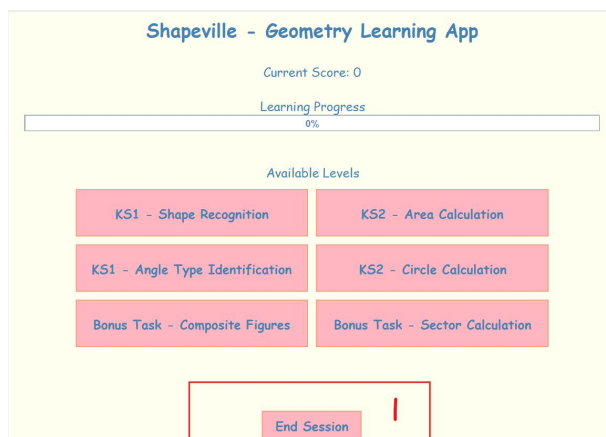 Shapeville - Geometry Learning App
Current Score: 0
Learning Progress
0%
Available Levels
KS1 - Shape Recognition
KS2 - Area Calculation
KS1 - Angle Type Identification
KS2 - Circle Calculation
Bonus Task - Composite Figures
Bonus Task - Sector Calculation
1
End Session